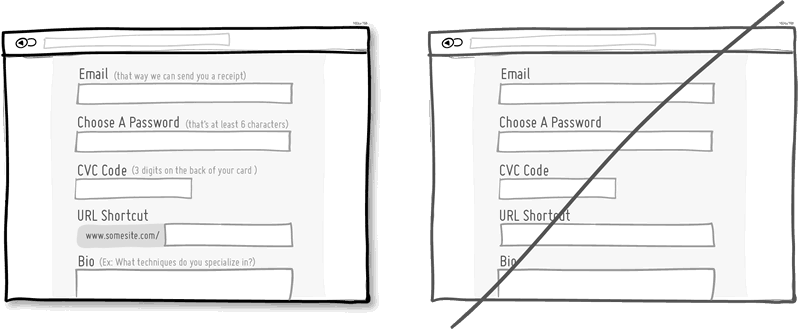 Email (that way we can send you a receipt)
Choose A Password (that's at least 6 characters)
CVC Code (3 digits on the back of your card )
URL Shortcut
www.somesite.com/
Bio (Ex: What techniques do you specialize in?)
Email
Choose A Password
CVC Code
URL Shortcut
Bio